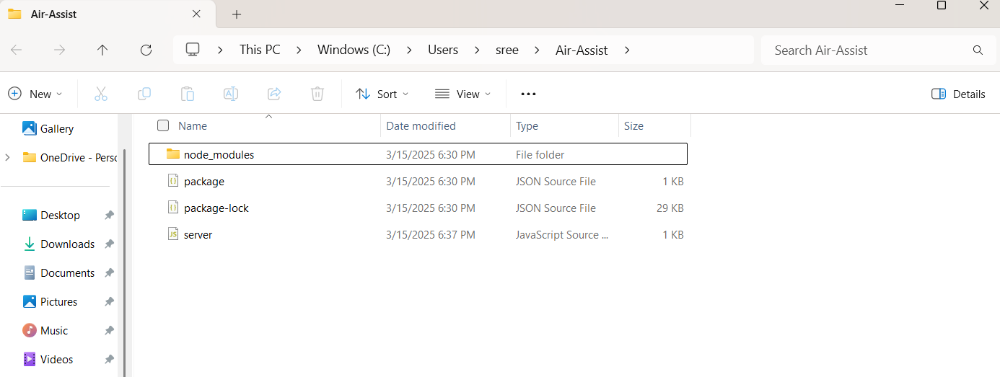 Air-Assist
This PC Windows (C:) Users sree Air-Assist
Search Air-Assist
New Sort View Details
Name Date modified Type Size
Gallery
OneDrive - Perso
Desktop
Downloads
Documents
Pictures
Music
Videos
node_modules 3/15/2025 6:30 PM File folder
package 3/15/2025 6:30 PM JSON Source File 1 KB
package-lock 3/15/2025 6:30 PM JSON Source File 29 KB
server 3/15/2025 6:37 PM JavaScript Source ... 1 KB